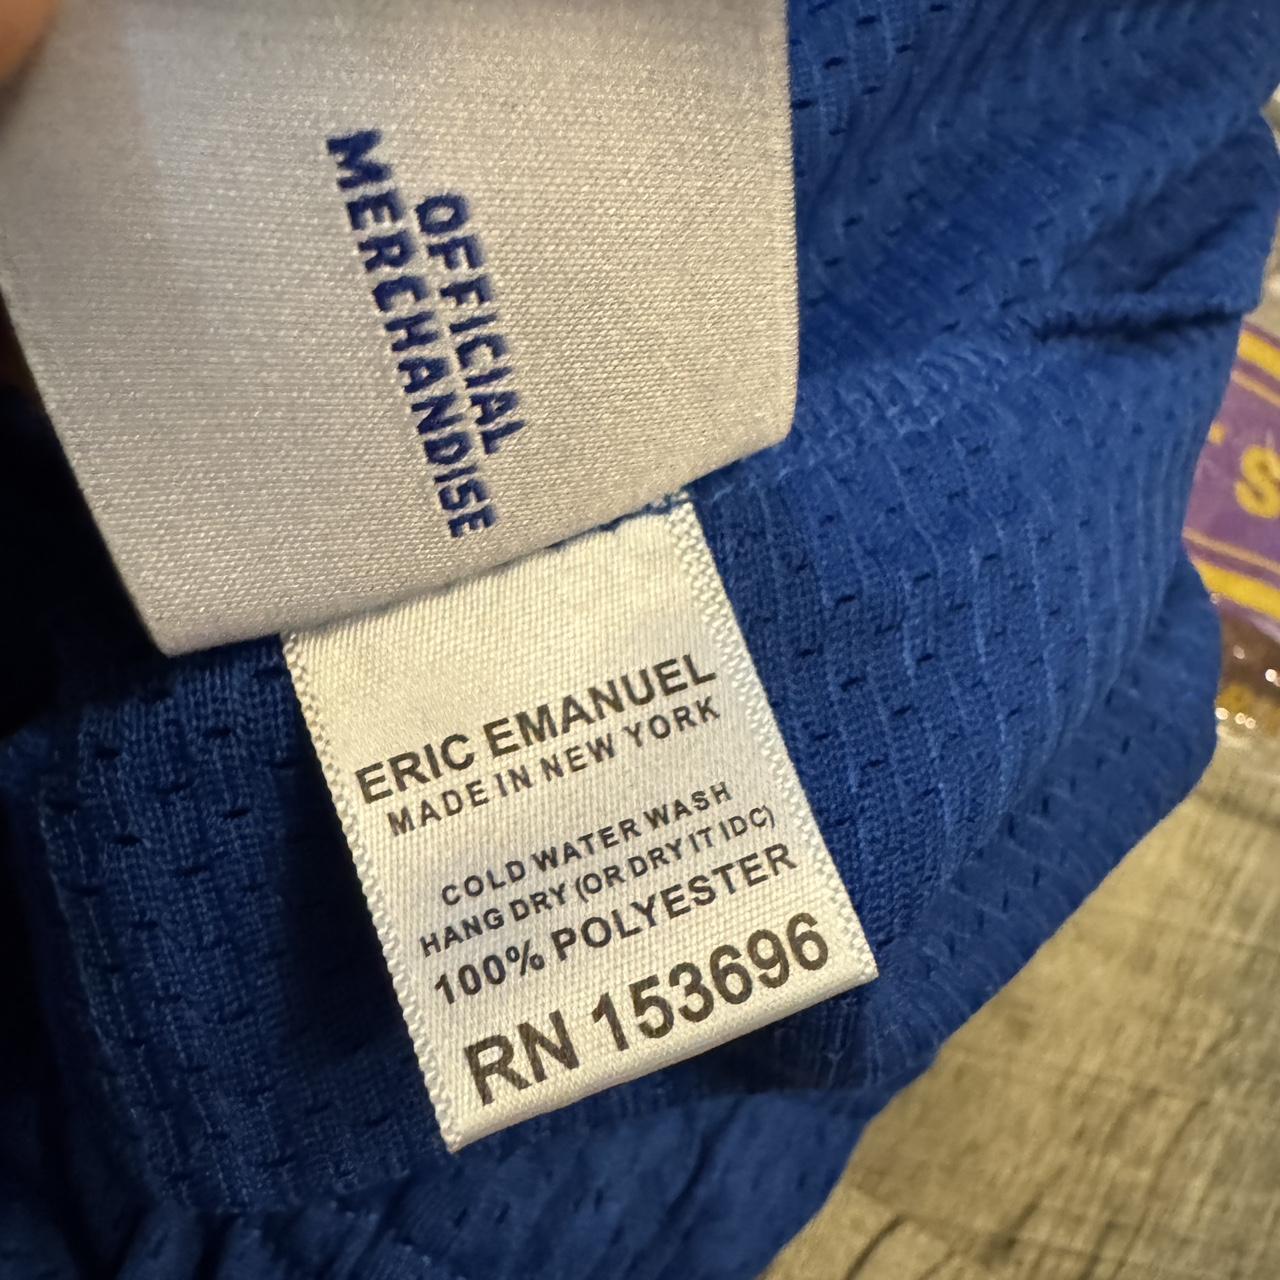 OFFICIAL
MERCHANDISE
ERIC EMANUEL
MADE IN NEW YORK
COLD WATER WASH
HANG DRY (OR DRY IT IDC)
100% POLYESTER
RN 153696